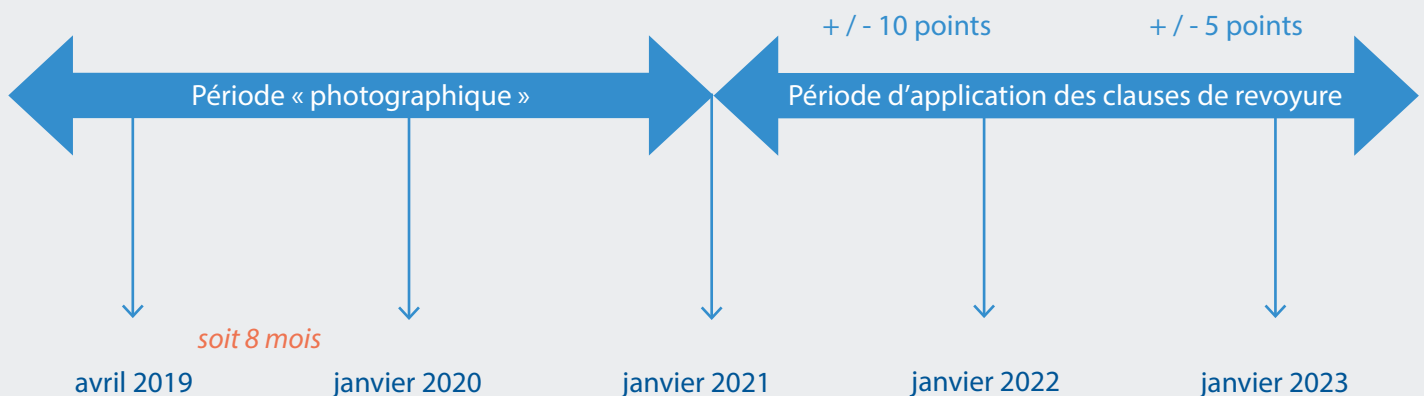 + / - 10 points
+ / - 5 points
Période « photographique »
Période d’application des clauses de revoyure
soit 8 mois
avril 2019
janvier 2020
janvier 2021
janvier 2022
janvier 2023